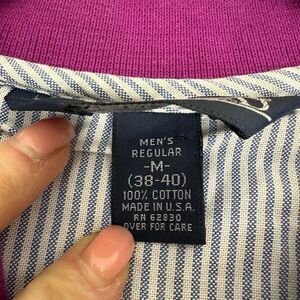 MEN'S
REGULAR
-M-
(38-40)
100% COTTON
MADE IN U.S.A.
RN 62830
OVER FOR CARE